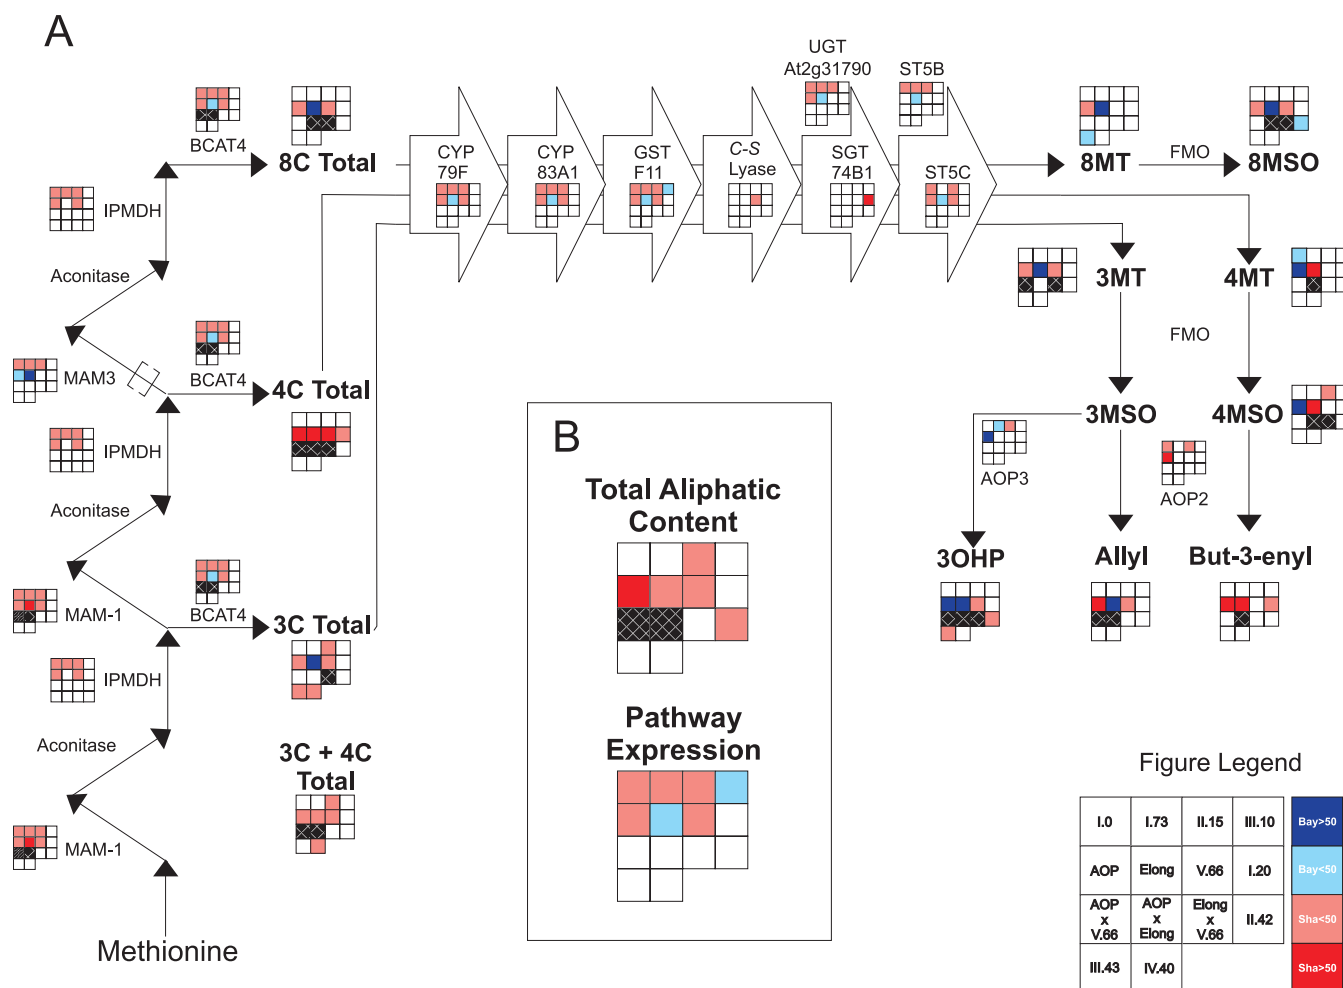 A
UGT
At2g31790
ST5B
BCAT4
8C Total
CYP
79F
CYP
83A1
GST
F11
C-S
Lyase
SGT
74B1
ST5C
8MT
FMO
8MSO
IPMDH
Aconitase
3MT
4MT
MAM3
BCAT4
4C Total
FMO
IPMDH
3MSO
4MSO
AOP3
AOP2
Aconitase
B
Total Aliphatic
Content
3OHP
Allyl
But-3-enyl
MAM-1
BCAT4
3C Total
IPMDH
Pathway
Expression
Aconitase
3C + 4C
Total
MAM-1
Methionine
Figure Legend
I.0 I.73 II.15 III.10 Bay>50
AOP Elong V.66 I.20 Bay<50
AOP
x
V.66
AOP
x
Elong
Elong
x
V.66
II.42
Sha<50
III.43 IV.40 Sha>50